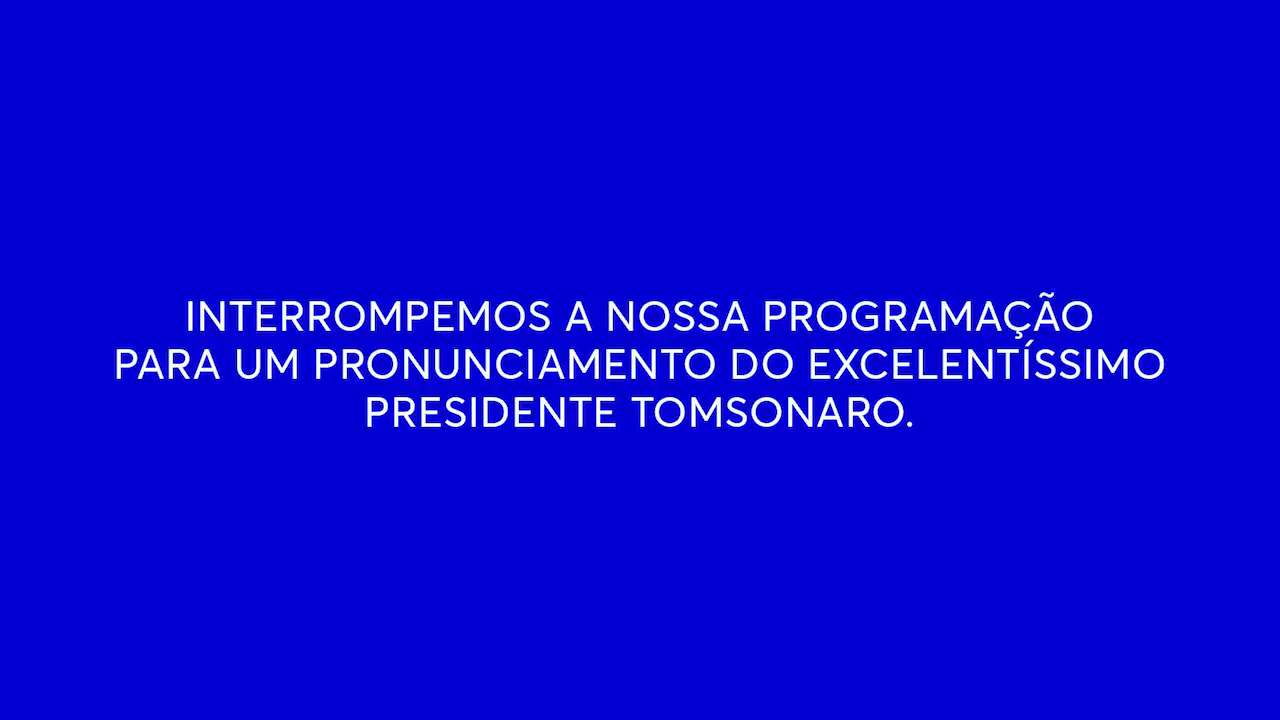 INTERROMPEMOS A NOSSA PROGRAMAÇÃO
PARA UM PRONUNCIAMENTO DO EXCELENTÍSSIMO
PRESIDENTE TOMSONARO.